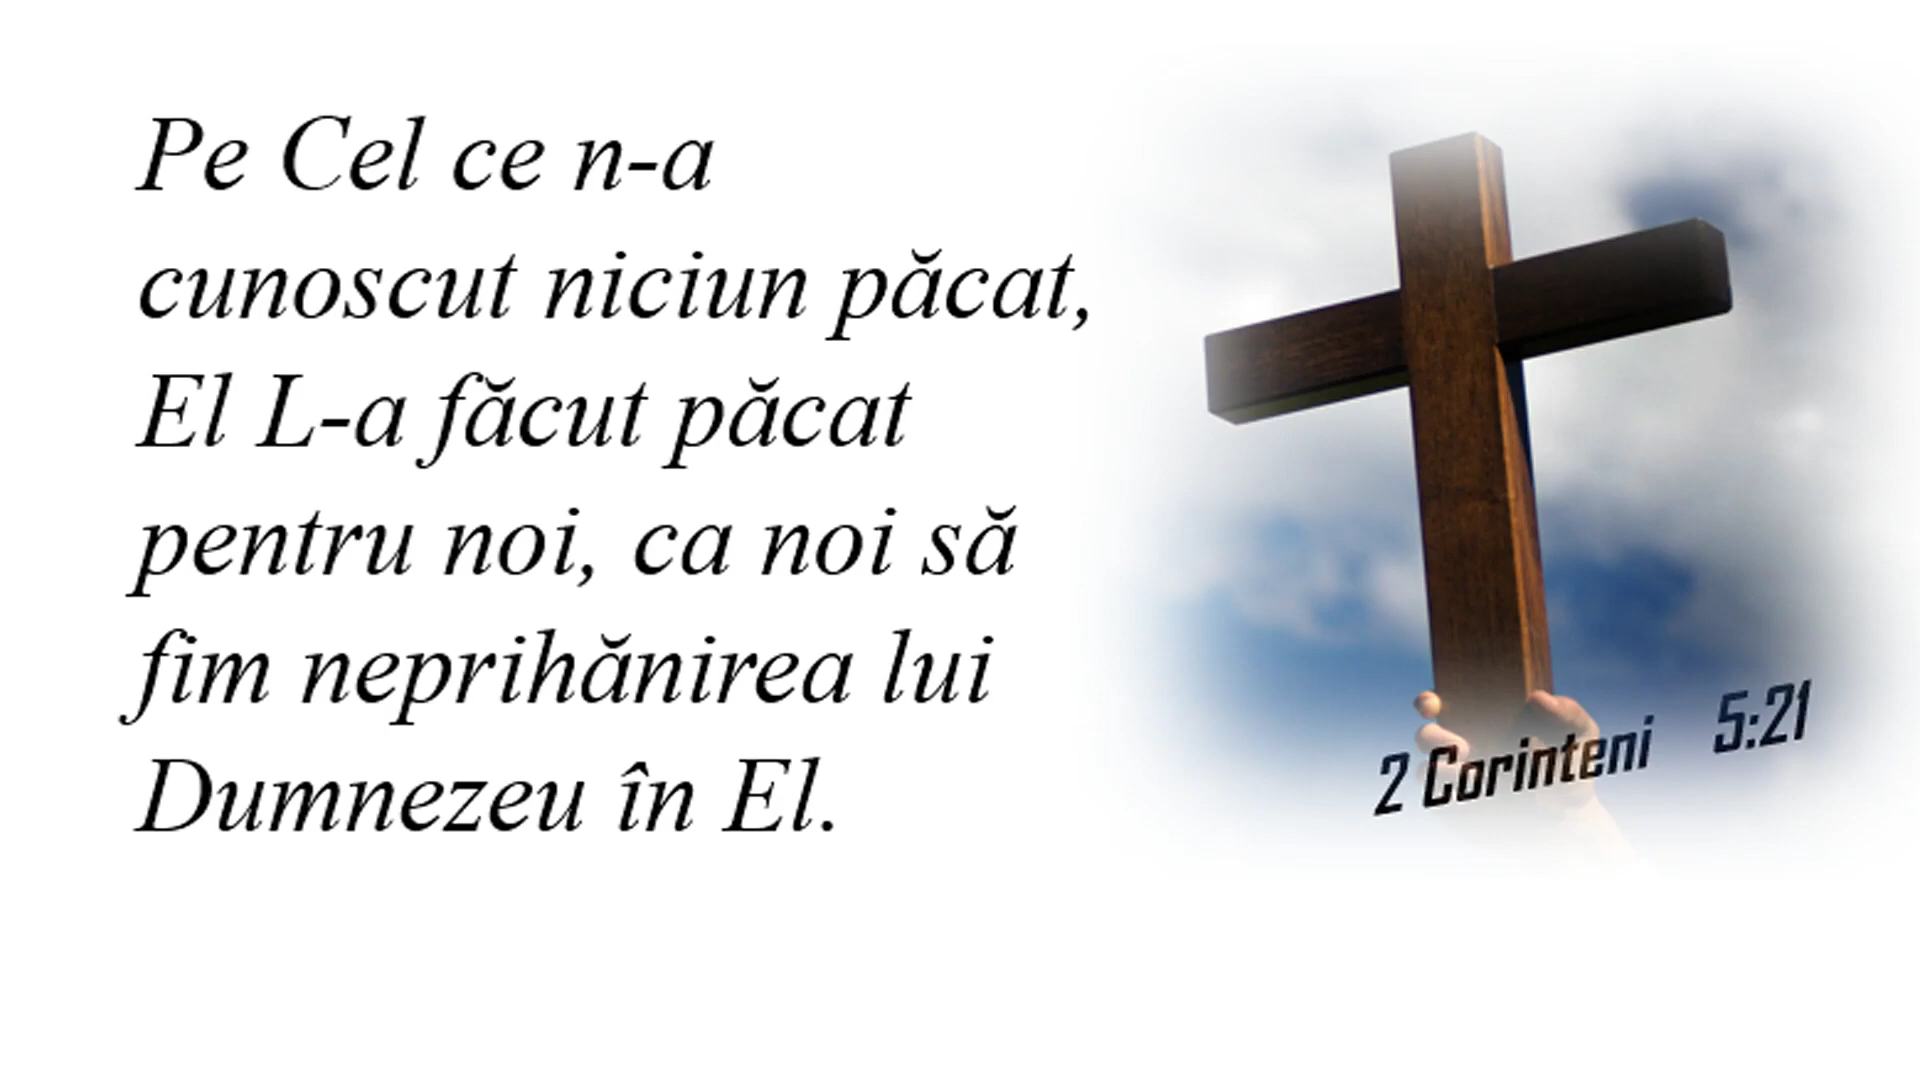 Pe Cel ce n-a
cunoscut niciun păcat,
El L-a făcut păcat
pentru noi, ca noi să
fim neprihănirea lui
Dumnezeu în El.
2 Corinteni 5:21